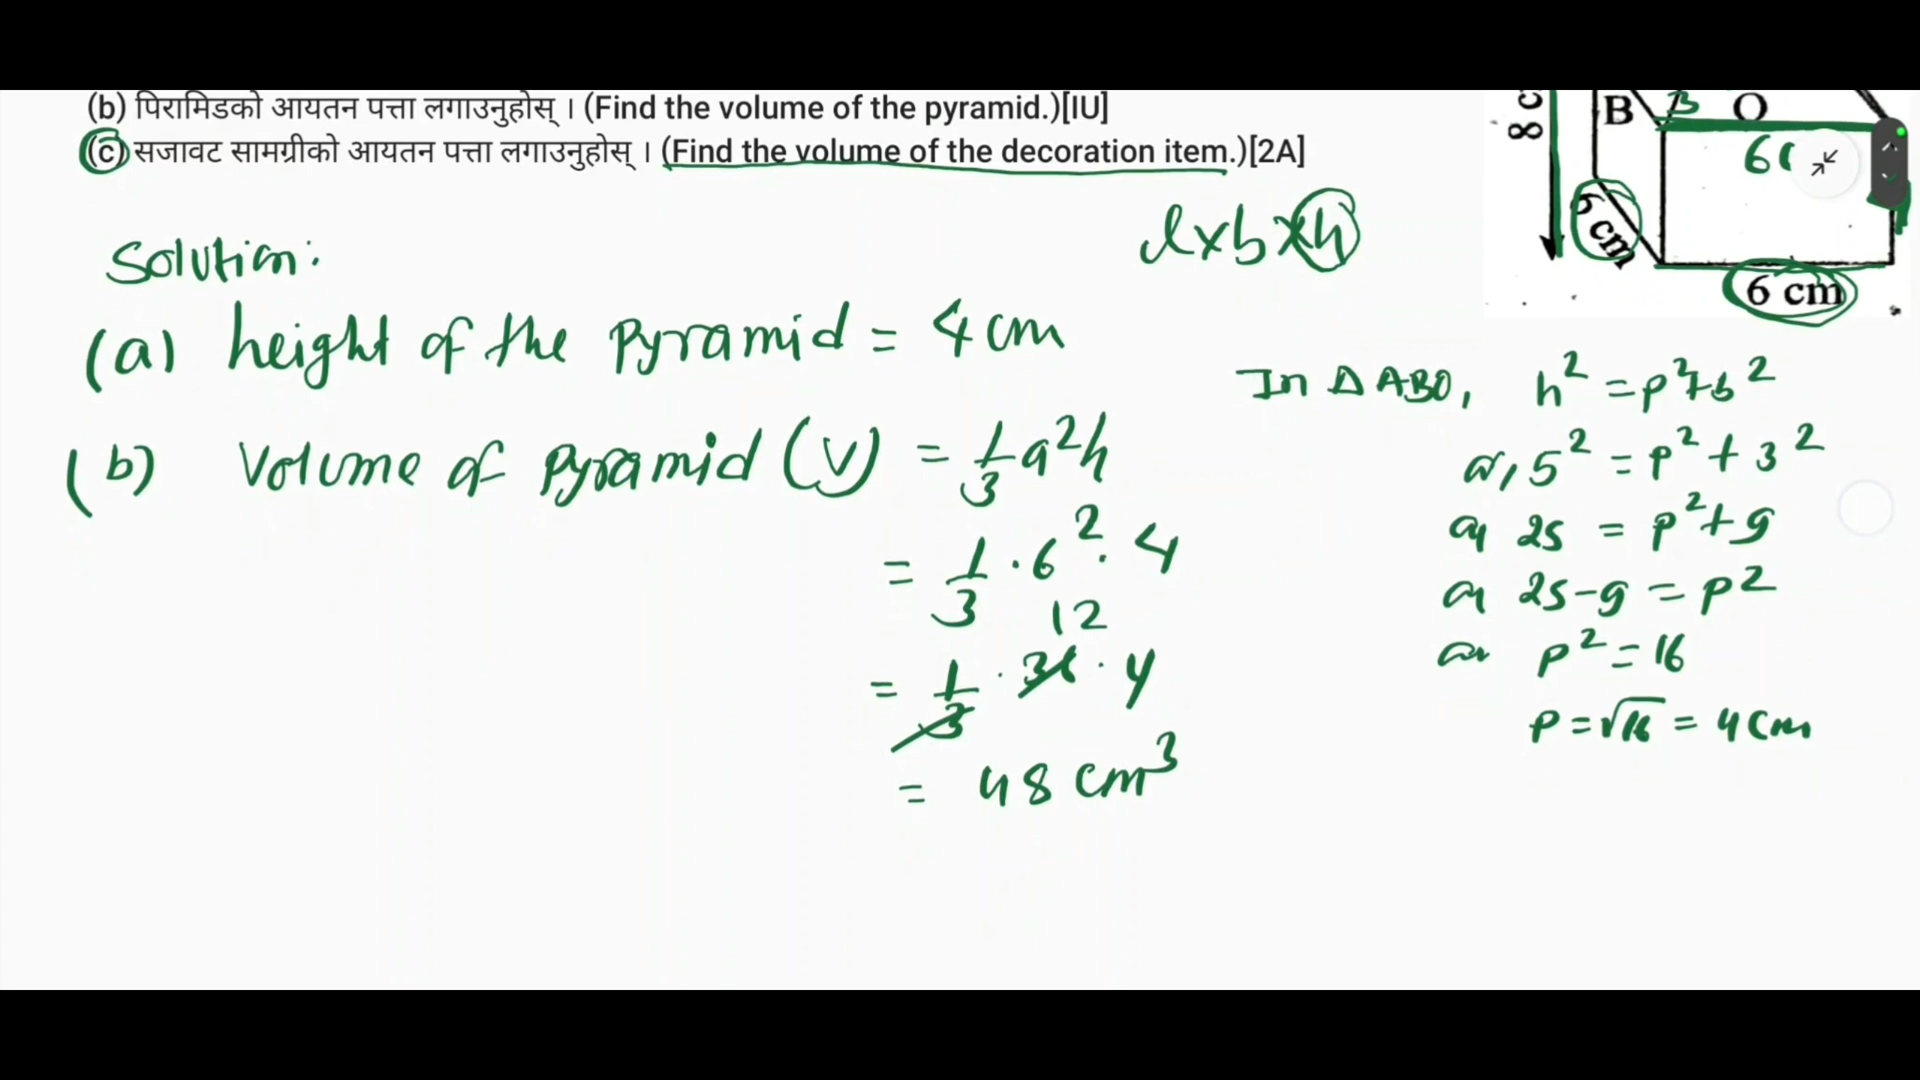 (b) पिरामिडको आयतन पत्ता लगाउनुहोस् । (Find the volume of the pyramid.)[IU]
(c) सजावट सामग्रीको आयतन पत्ता लगाउनुहोस् । (Find the volume of the decoration item.)[2A]
8 c
B B O
6c
6 cm
6 cm
l×b×h
Solution:
(a) height of the pyramid = 4 cm
(b) Volume of pyramid (V) = 1/3 a²h
= 1/3 · 6² · 4
12
= 1/3 · 36 · 4
= 48 cm³
In Δ ABO, h² = p²+b²
or, 5² = p² + 3²
or 25 = p² + 9
or 25-9 = p²
or p² = 16
p = √16 = 4 cm